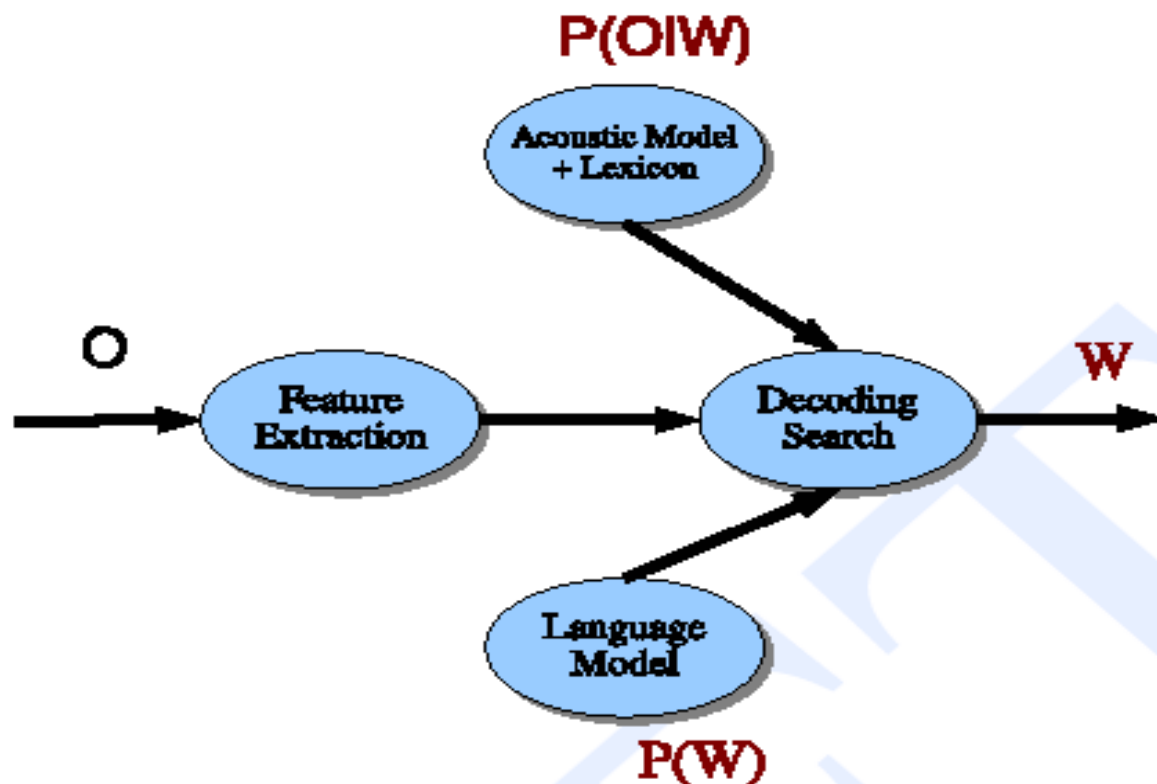 P(O|W)
Acoustic Model
+ Lexicon
O
W
Feature
Extraction
Decoding
Search
Language
Model
P(W)